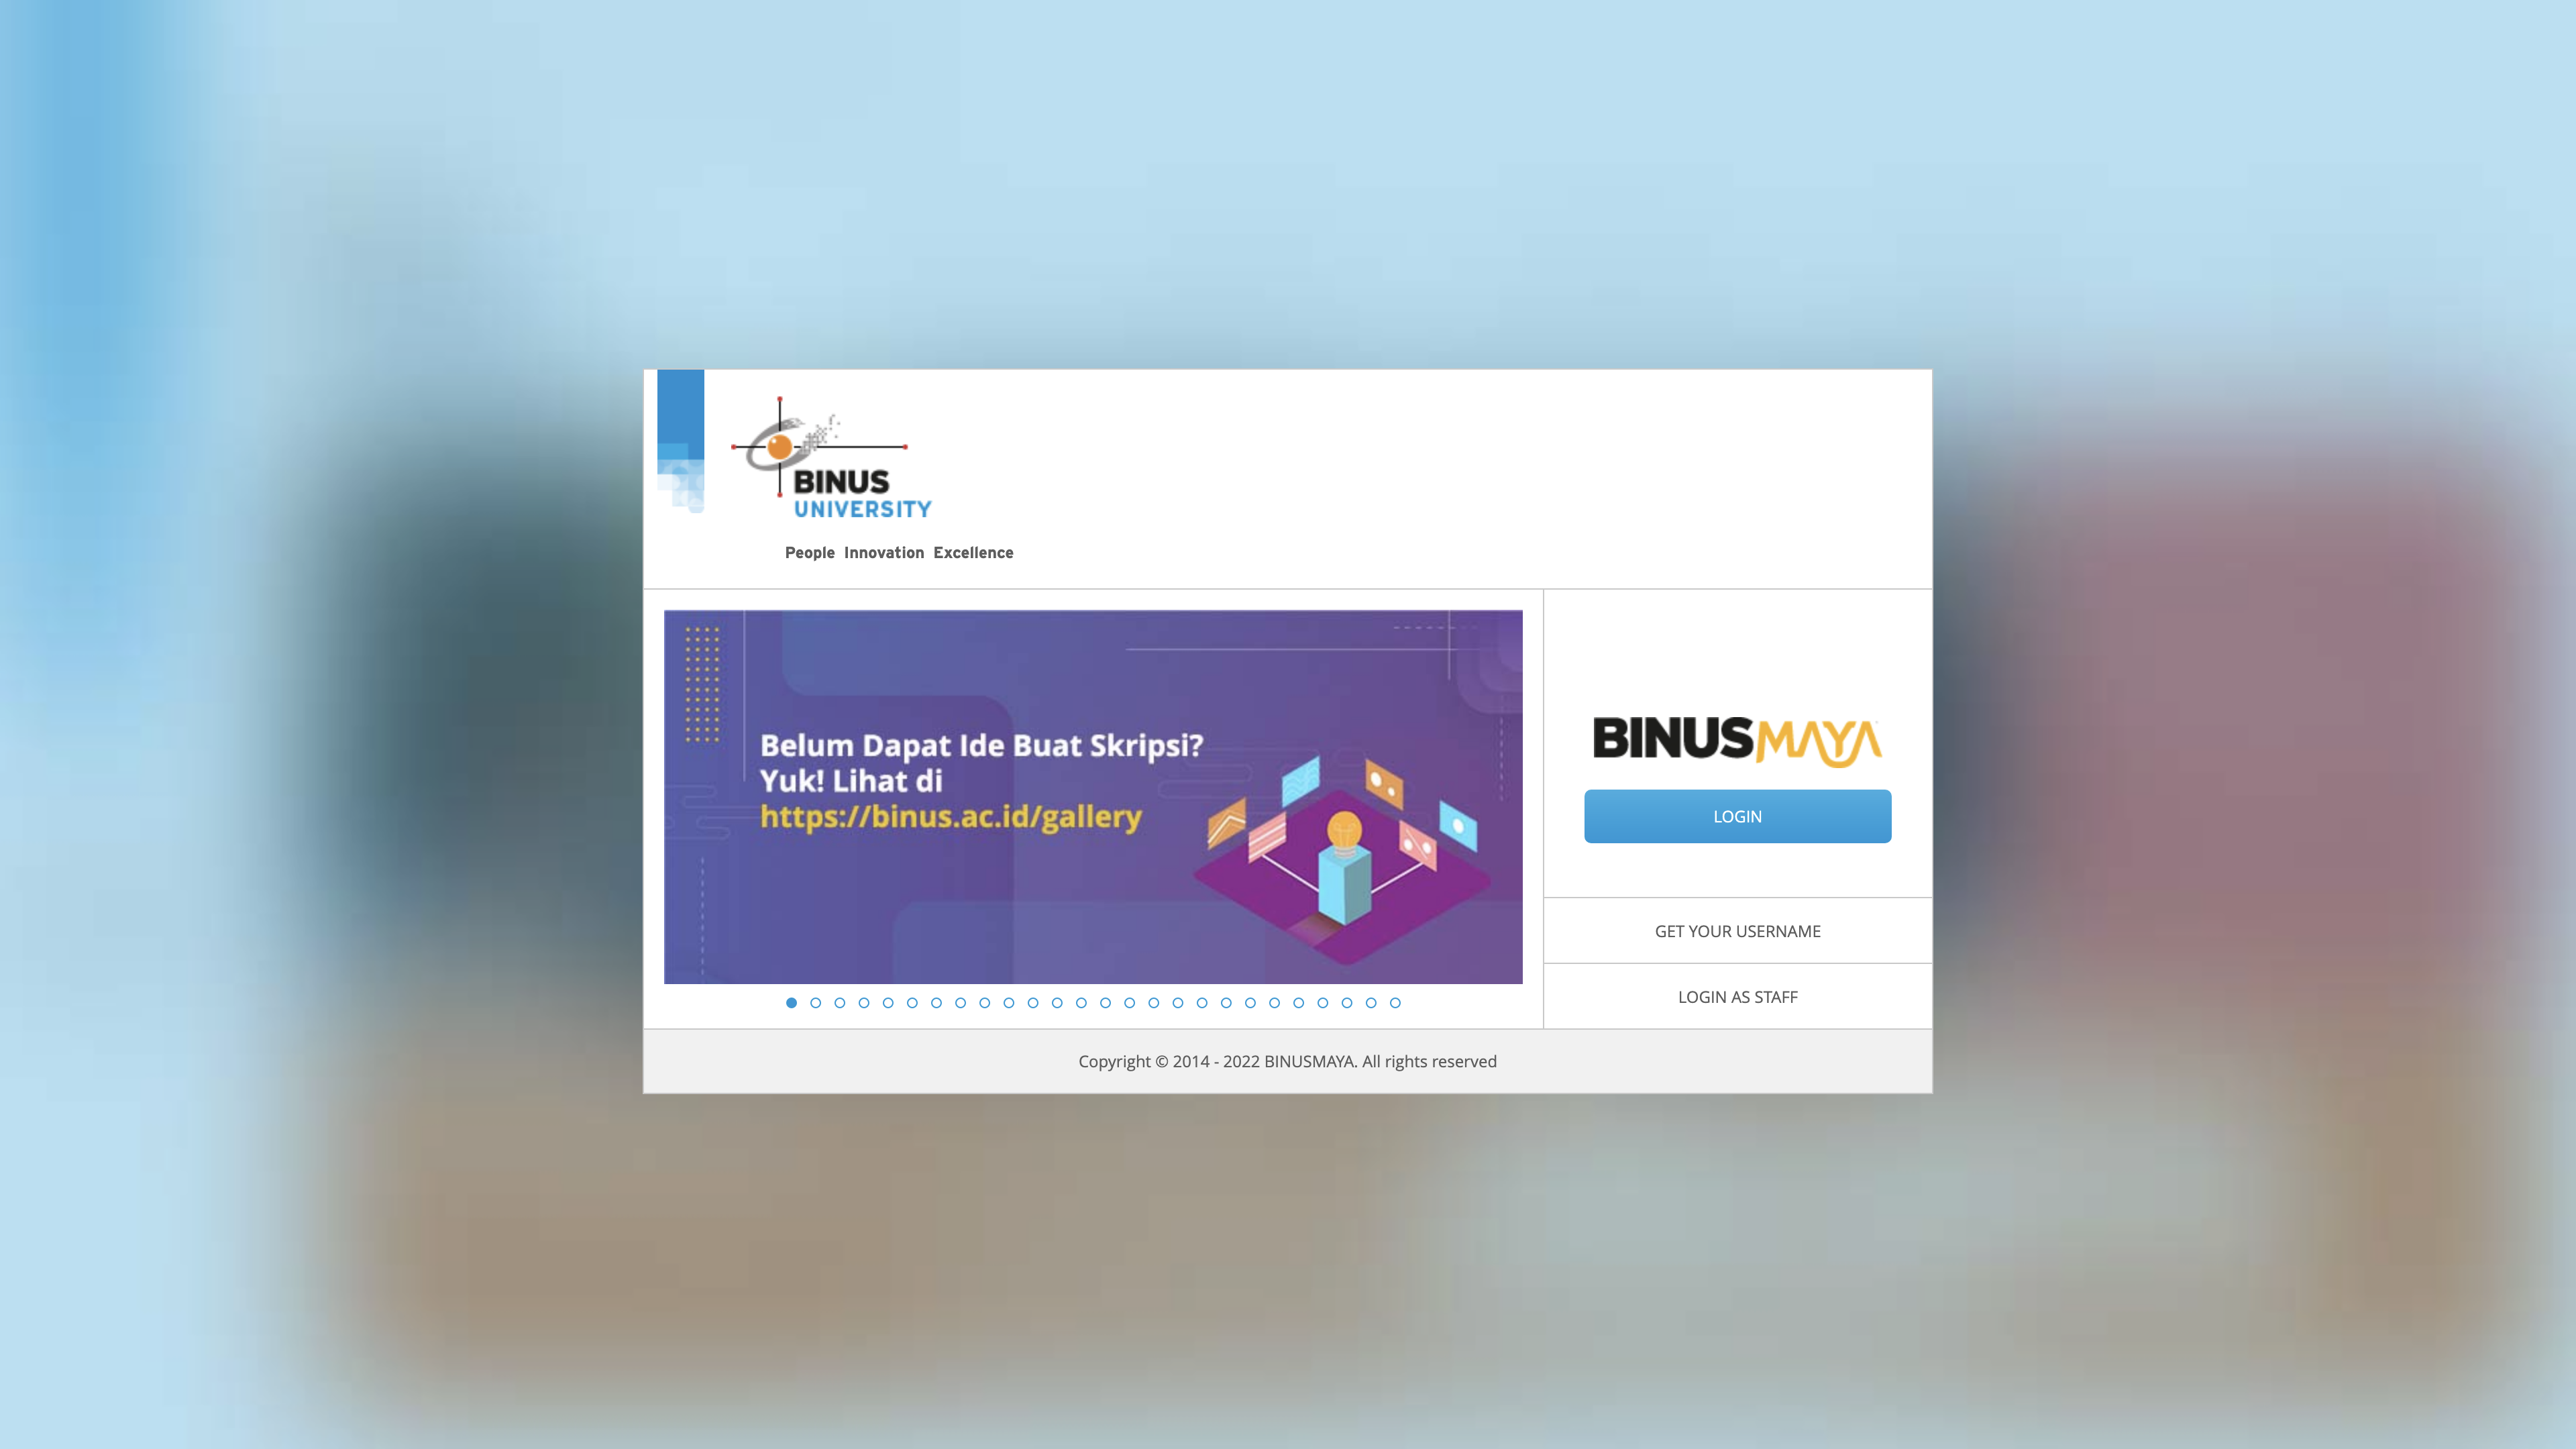 BINUS
UNIVERSITY
People Innovation Excellence
Belum Dapat Ide Buat Skripsi?
Yuk! Lihat di
https://binus.ac.id/gallery
BINUSMAYA
LOGIN
GET YOUR USERNAME
LOGIN AS STAFF
Copyright © 2014 - 2022 BINUSMAYA. All rights reserved